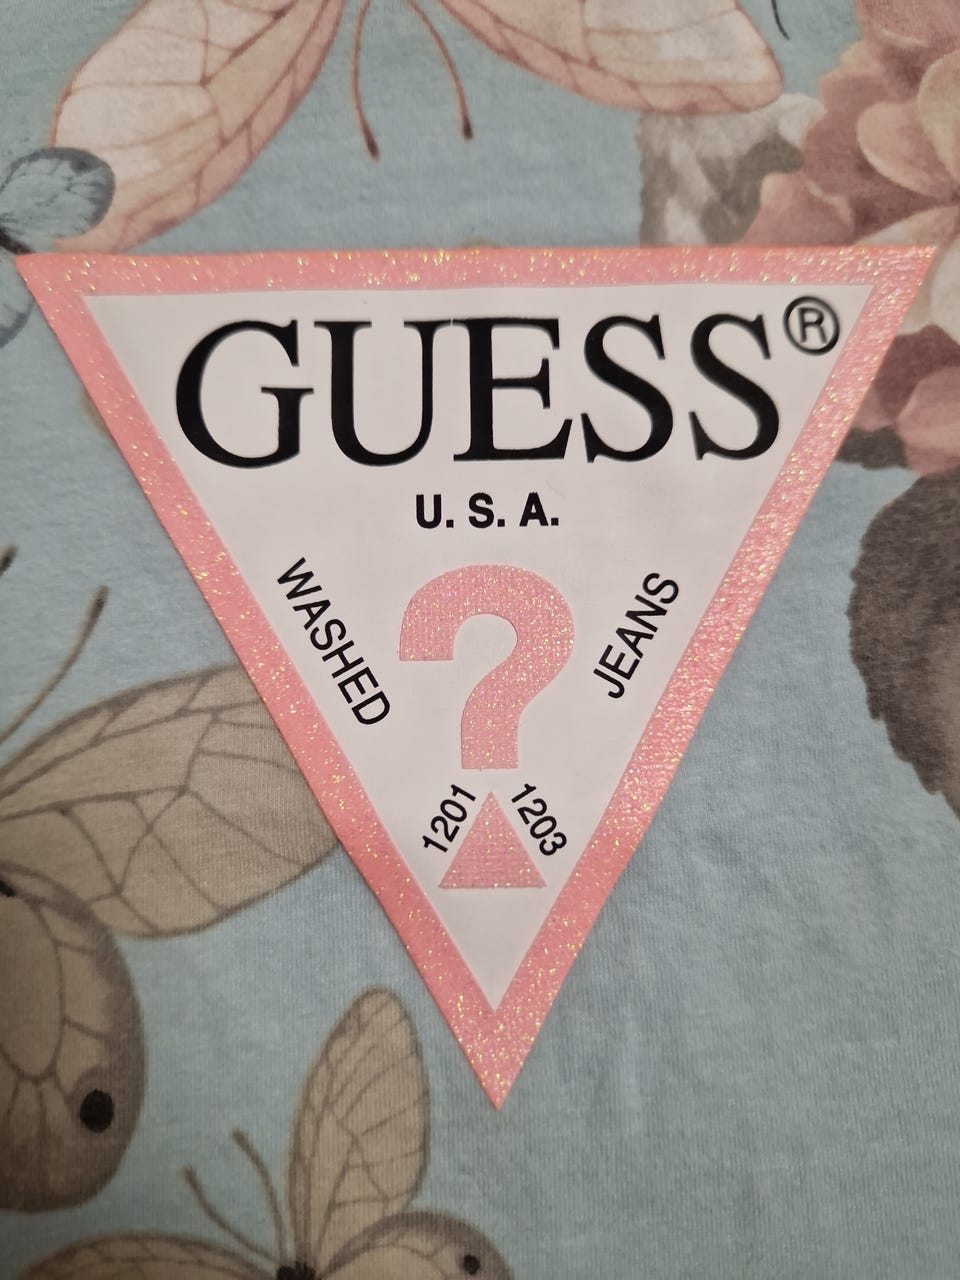 GUESS®
U. S. A.
WASHED
?
JEANS
1201
1203